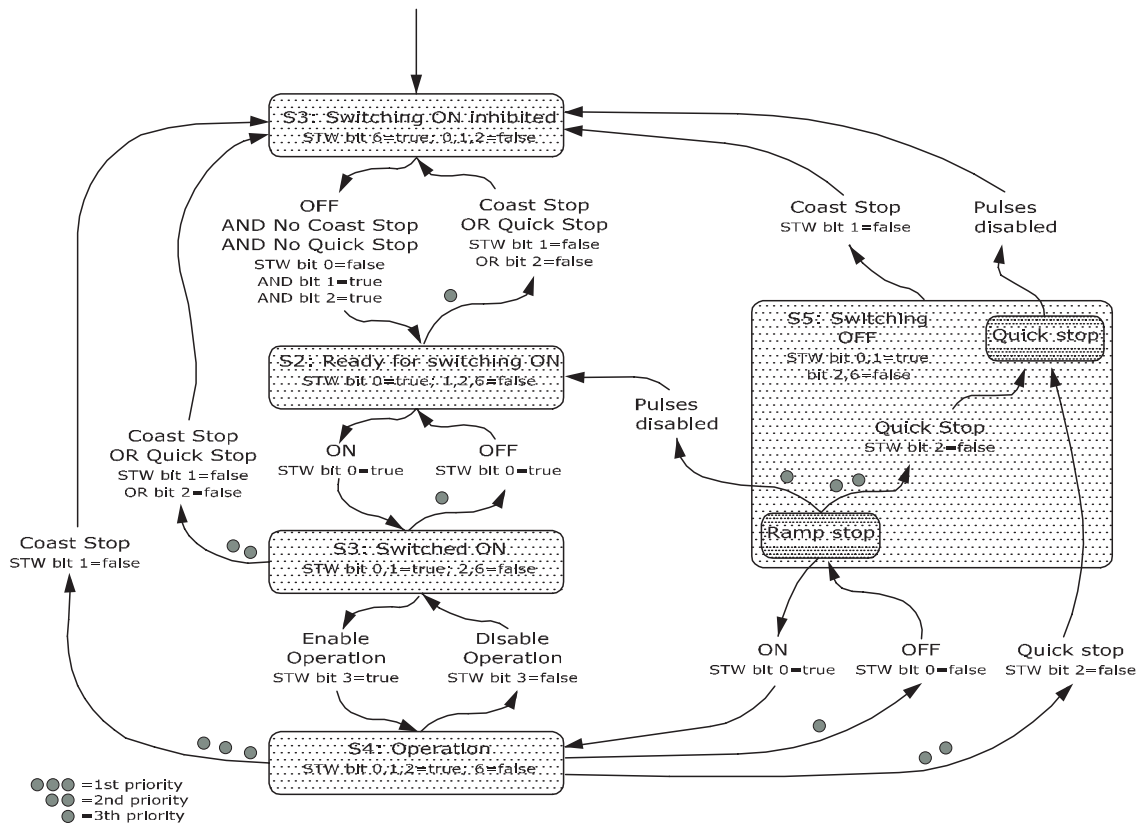 S3: Switching ON inhibited
STW bit 6=true; 0,1,2=false
OFF
AND No Coast Stop
AND No Quick Stop
STW bit 0=false
AND bit 1=true
AND bit 2=true
Coast Stop
OR Quick Stop
STW bit 1=false
OR bit 2=false
Coast Stop
STW bit 1=false
Pulses
disabled
S5: Switching
OFF
STW bit 0,1=true
bit 2,6=false
Quick stop
S2: Ready for switching ON
STW bit 0=true; 1,2,6=false
Pulses
disabled
Quick Stop
STW bit 2=false
Coast Stop
OR Quick Stop
STW bit 1=false
OR bit 2=false
ON
STW bit 0=true
OFF
STW bit 0=true
Ramp stop
S3: Switched ON
STW bit 0,1=true; 2,6=false
Coast Stop
STW bit 1=false
Enable
Operation
STW bit 3=true
Disable
Operation
STW bit 3=false
ON
STW bit 0=true
OFF
STW bit 0=false
Quick stop
STW bit 2=false
S4: Operation
STW bit 0,1,2=true; 6=false
=1st priority
=2nd priority
=3th priority